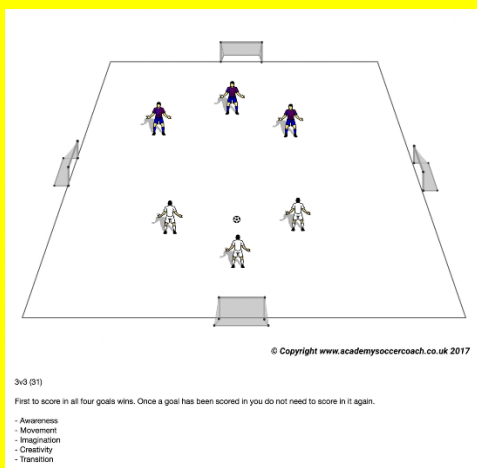 © Copyright www.academysoccercoach.co.uk 2017
3v3 (31)
First to score in all four goals wins. Once a goal has been scored in you do not need to score in it again.
- Awareness
- Movement
- Imagination
- Creativity
- Transition